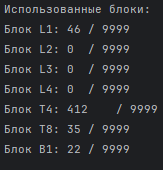 Использованные блоки:
Блок L1: 46 / 9999
Блок L2: 0 / 9999
Блок L3: 0 / 9999
Блок L4: 0 / 9999
Блок T4: 412 / 9999
Блок T8: 35 / 9999
Блок B1: 22 / 9999